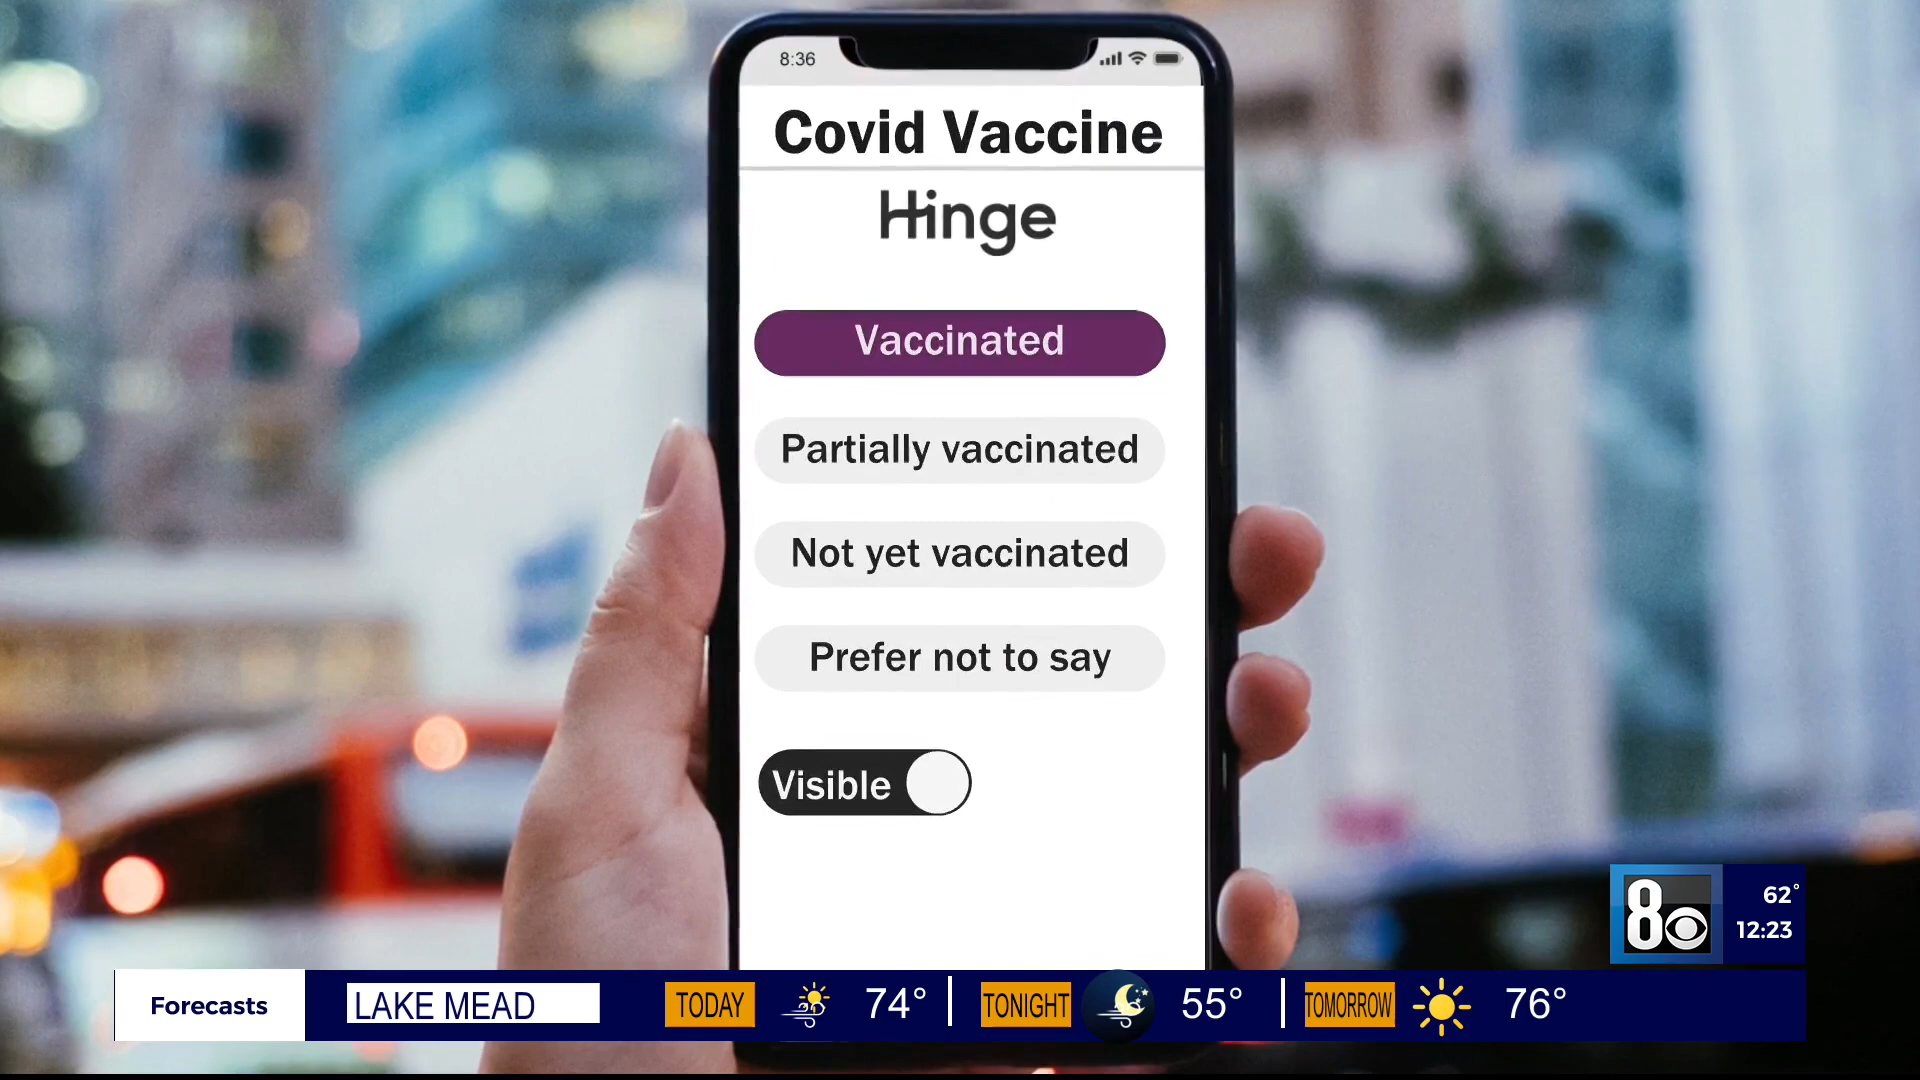 8:36
Covid Vaccine
Hinge
Vaccinated
Partially vaccinated
Not yet vaccinated
Prefer not to say
Visible
8
62°
12:23
Forecasts
LAKE MEAD
TODAY
74°
TONIGHT
55°
TOMORROW
76°